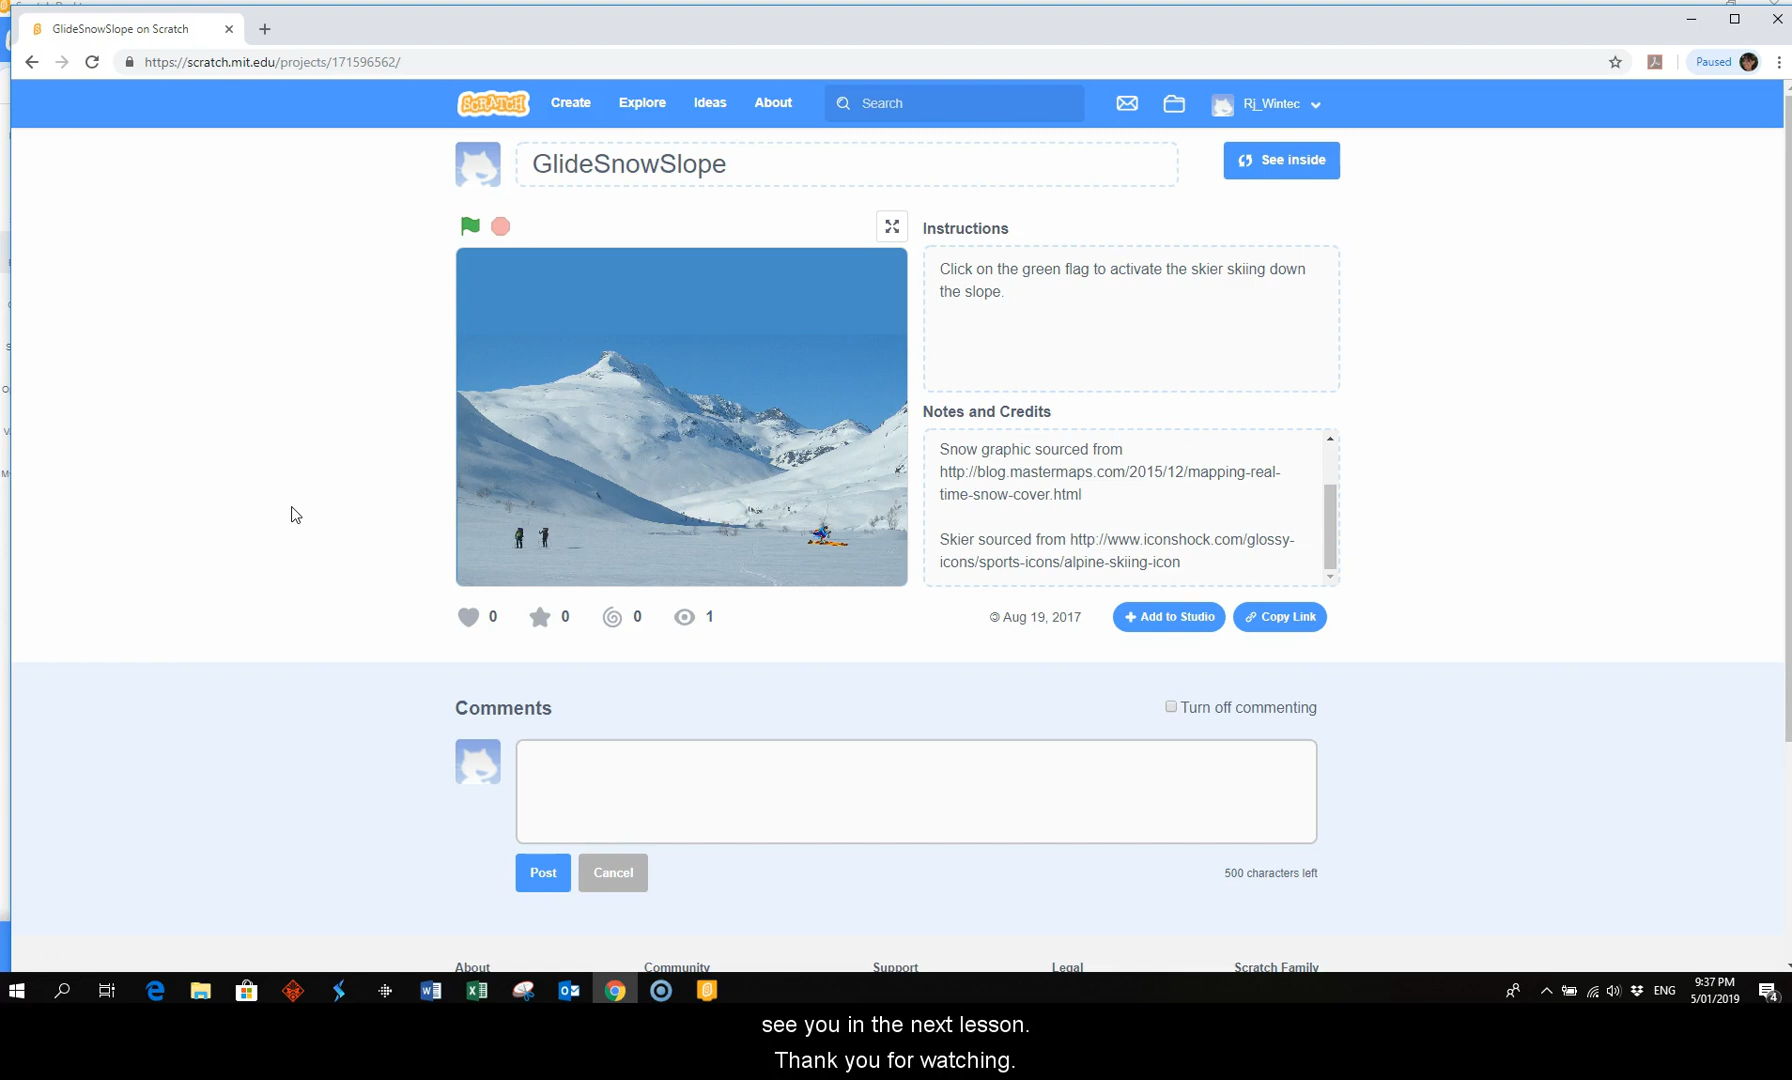 GlideSnowSlope on Scratch
https://scratch.mit.edu/projects/171596562/
Paused
SCRATCH
Create
Explore
Ideas
About
Search
Rj_Wintec
GlideSnowSlope
See inside
Instructions
Click on the green flag to activate the skier skiing down
the slope.
Notes and Credits
Snow graphic sourced from
http://blog.mastermaps.com/2015/12/mapping-real-
time-snow-cover.html
Skier sourced from http://www.iconshock.com/glossy-
icons/sports-icons/alpine-skiing-icon
0
0
0
1
© Aug 19, 2017
Add to Studio
Copy Link
Comments
Turn off commenting
Post
Cancel
500 characters left
About
Community
Support
Legal
Scratch Family
ENG
9:37 PM
5/01/2019
4
see you in the next lesson.
Thank you for watching.